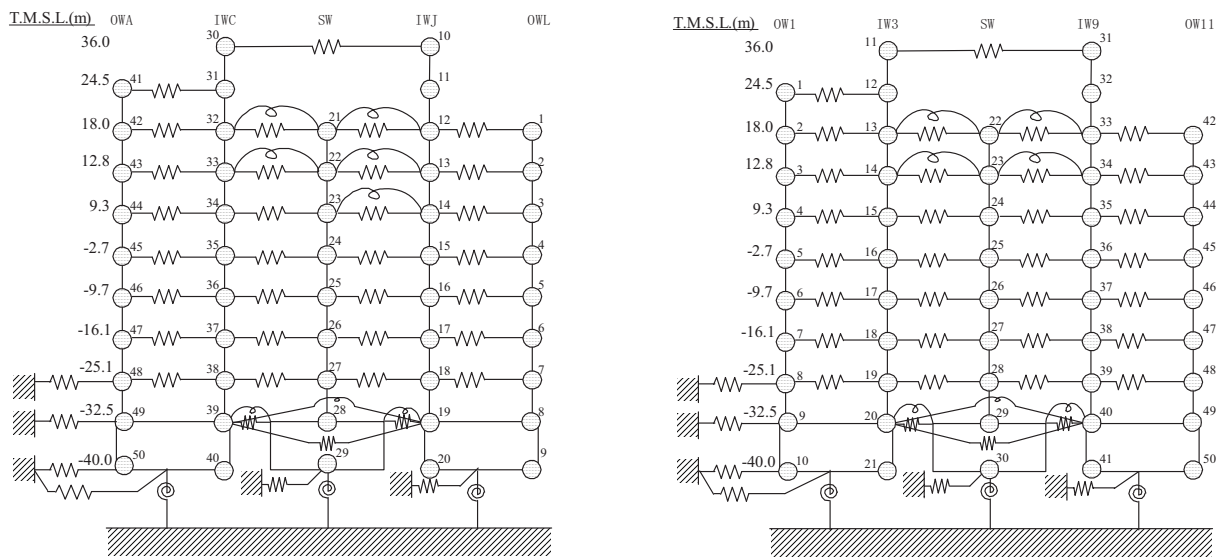 T.M.S.L.(m) OWA IWC SW IWJ OWL
36.0 30 10
24.5 41 31 11
18.0 42 32 21 12 1
12.8 43 33 22 13 2
9.3 44 34 23 14 3
-2.7 45 35 24 15 4
-9.7 46 36 25 16 5
-16.1 47 37 26 17 6
-25.1 48 38 27 18 7
-32.5 49 39 28 19 8
-40.0 50 40 29 20 9
T.M.S.L.(m) OW1 IW3 SW IW9 OW11
36.0 11 31
24.5 1 12 32
18.0 2 13 22 33 42
12.8 3 14 23 34 43
9.3 4 15 24 35 44
-2.7 5 16 25 36 45
-9.7 6 17 26 37 46
-16.1 7 18 27 38 47
-25.1 8 19 28 39 48
-32.5 9 20 29 40 49
-40.0 10 21 30 41 50